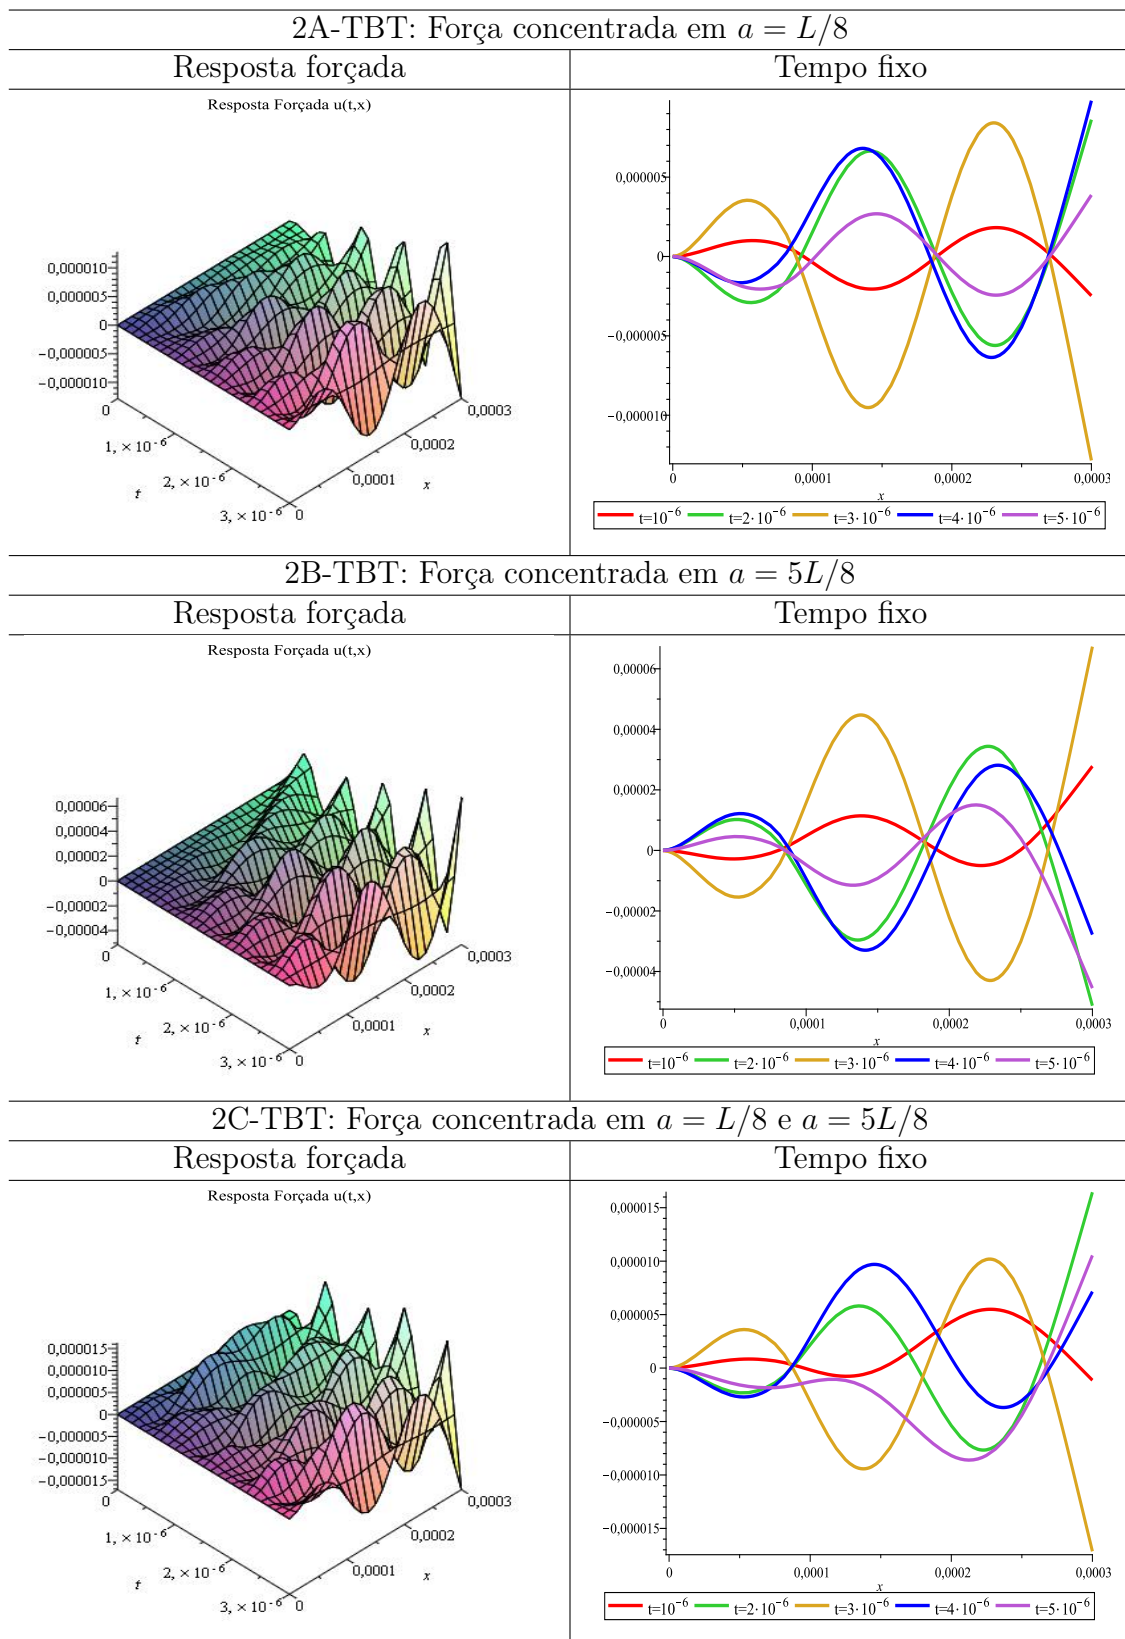 2A-TBT: Força concentrada em a = L/8
Resposta forçada
Tempo fixo
Resposta Forçada u(t,x)
0,000010
0,000005
0
−0,000005
−0,000010
0
1, × 10⁻⁶
2, × 10⁻⁶
3, × 10⁻⁶
t
0
0,0001
0,0002
0,0003
x
0,000005
0
−0,000005
−0,000010
0
0,0001
0,0002
0,0003
x
t=10⁻⁶ t=2·10⁻⁶ t=3·10⁻⁶ t=4·10⁻⁶ t=5·10⁻⁶
2B-TBT: Força concentrada em a = 5L/8
Resposta forçada
Tempo fixo
Resposta Forçada u(t,x)
0,00006
0,00004
0,00002
0
−0,00002
−0,00004
0
1, × 10⁻⁶
2, × 10⁻⁶
3, × 10⁻⁶
t
0
0,0001
0,0002
0,0003
x
0,00006
0,00004
0,00002
0
−0,00002
−0,00004
0
0,0001
0,0002
0,0003
x
t=10⁻⁶ t=2·10⁻⁶ t=3·10⁻⁶ t=4·10⁻⁶ t=5·10⁻⁶
2C-TBT: Força concentrada em a = L/8 e a = 5L/8
Resposta forçada
Tempo fixo
Resposta Forçada u(t,x)
0,000015
0,000010
0,000005
0
−0,000005
−0,000010
−0,000015
0
1, × 10⁻⁶
2, × 10⁻⁶
3, × 10⁻⁶
t
0
0,0001
0,0002
0,0003
x
0,000015
0,000010
0,000005
0
−0,000005
−0,000010
−0,000015
0
0,0001
0,0002
0,0003
x
t=10⁻⁶ t=2·10⁻⁶ t=3·10⁻⁶ t=4·10⁻⁶ t=5·10⁻⁶